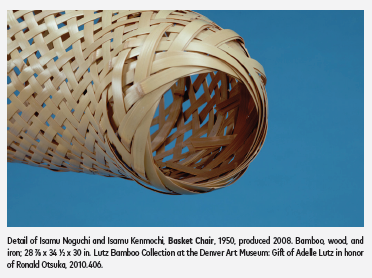 Detail of Isamu Noguchi and Isamu Kenmochi, Basket Chair, 1950, produced 2008. Bamboo, wood, and
iron; 28 ⅞ x 34 ½ x 30 in. Lutz Bamboo Collection at the Denver Art Museum: Gift of Adelle Lutz in honor
of Ronald Otsuka, 2010.406.